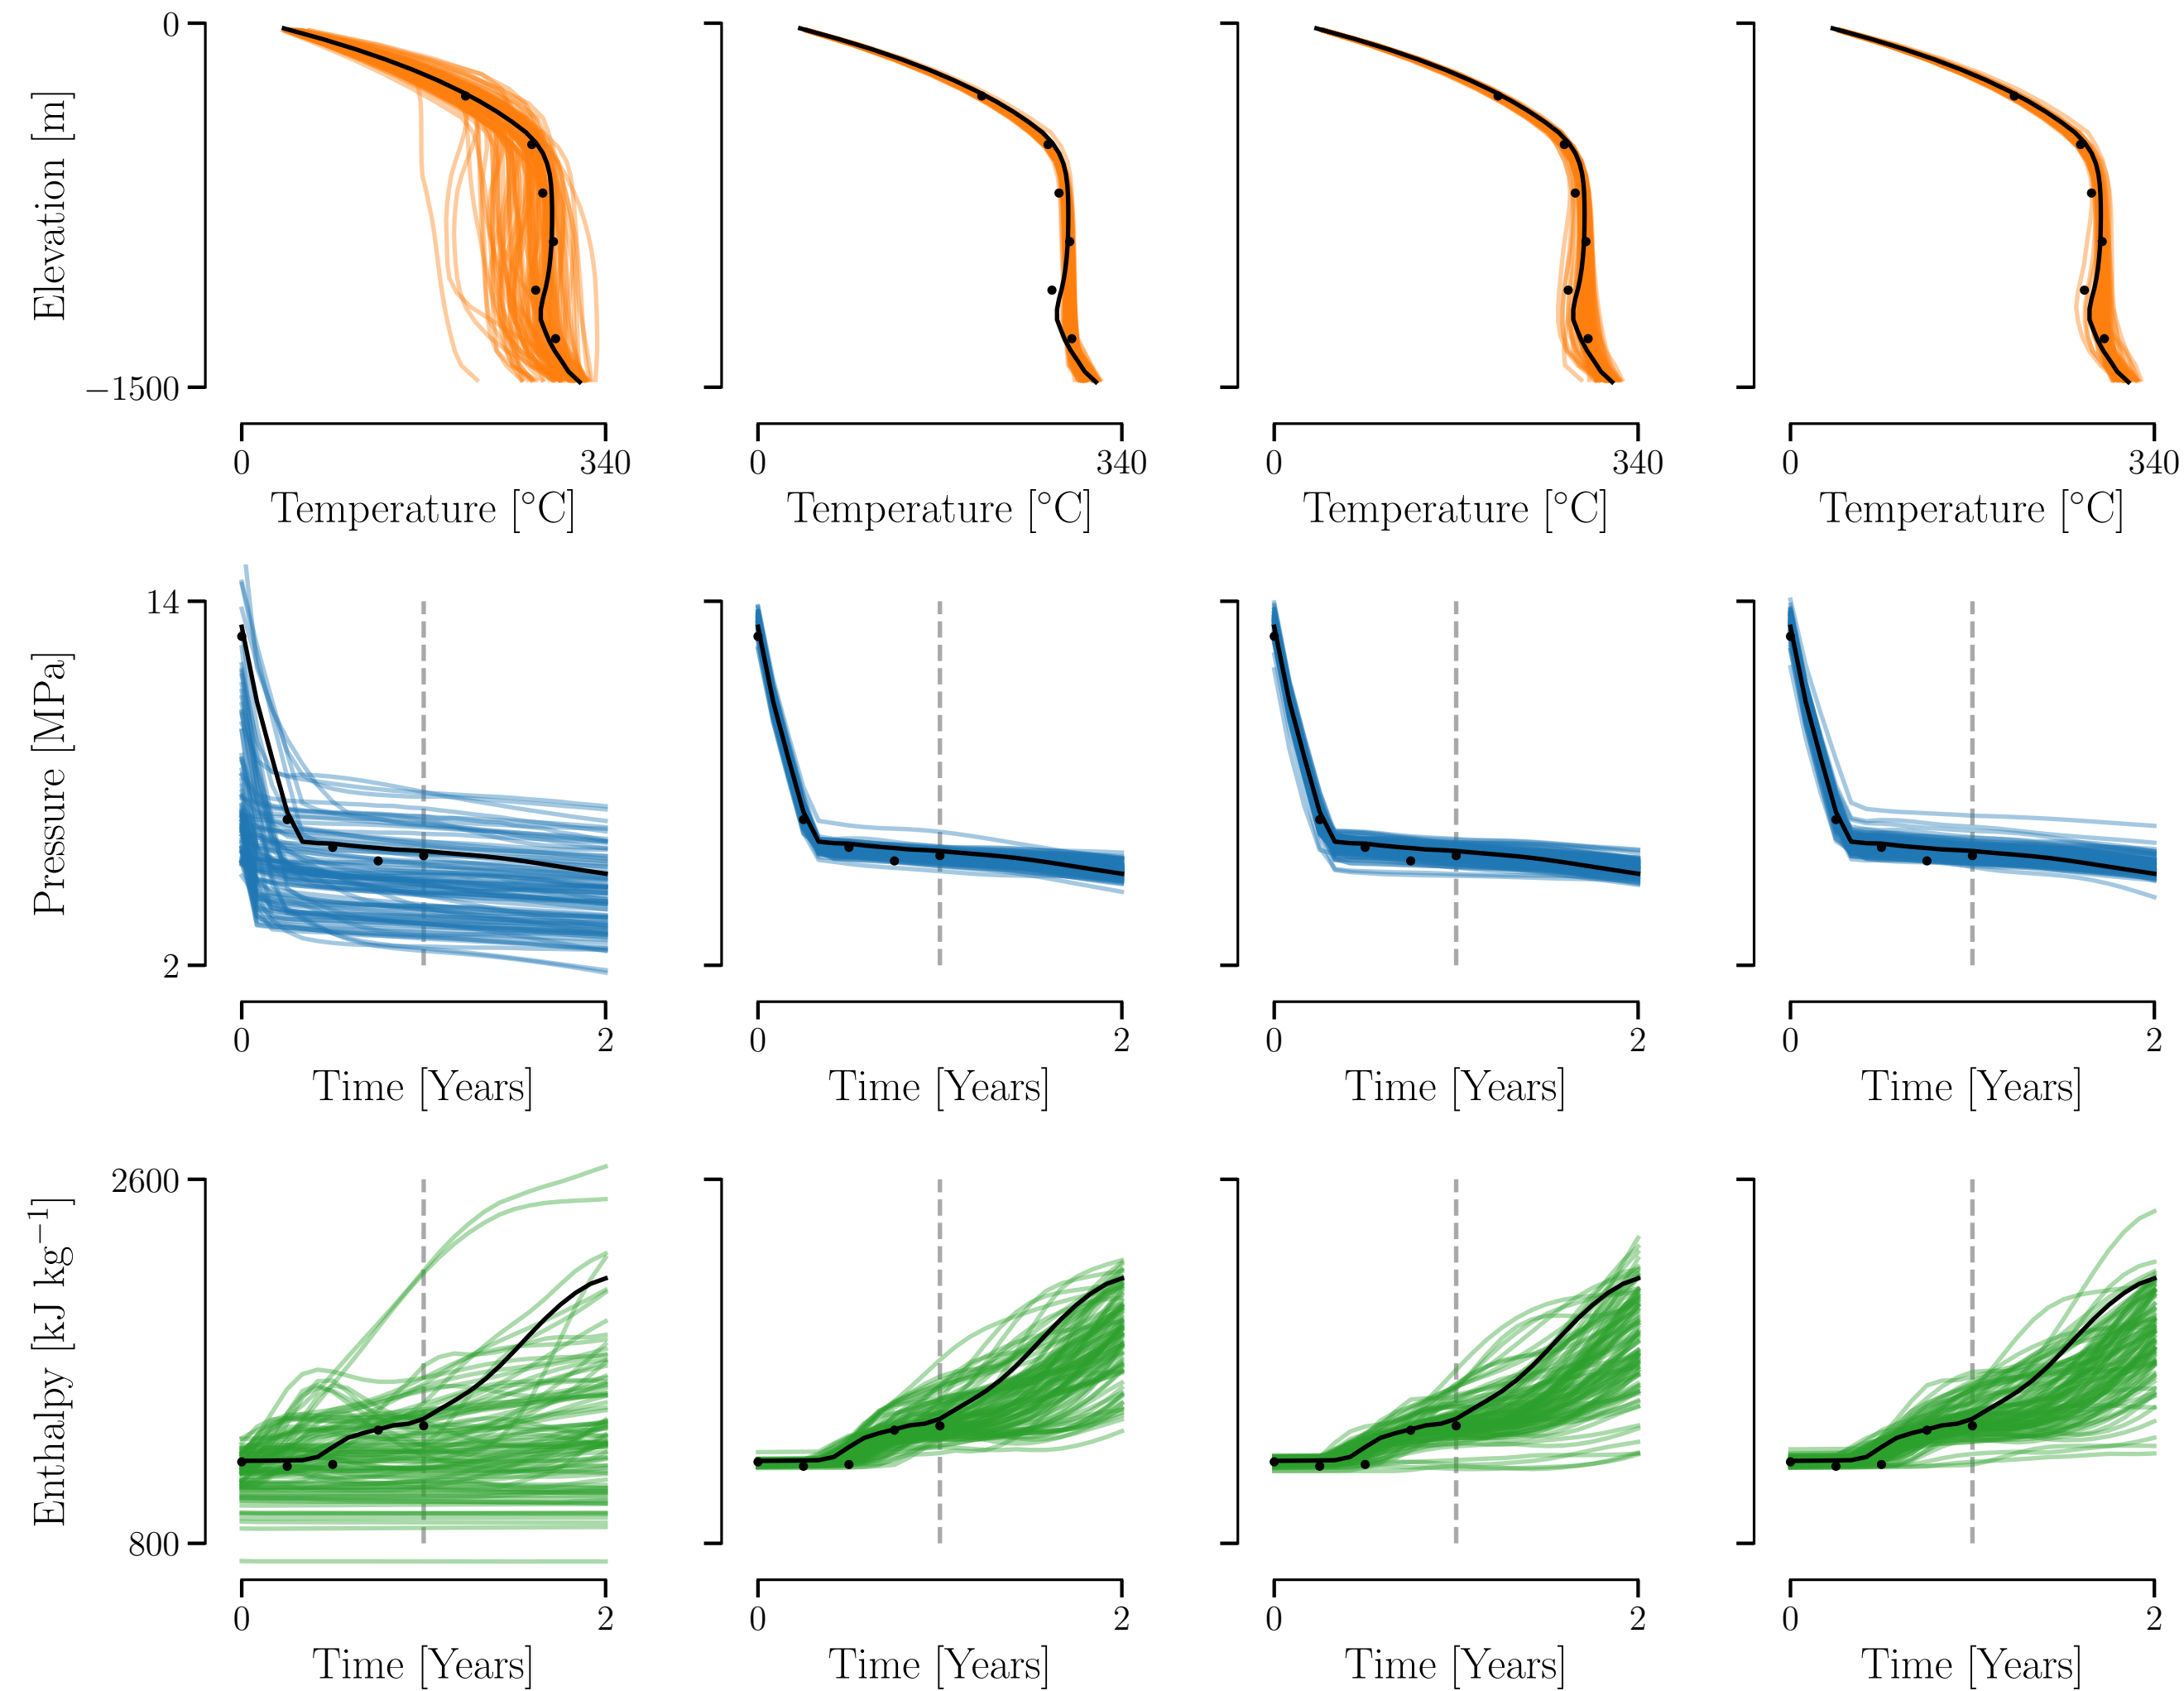 0
Elevation [m]
−1500
0 340 0 340 0 340 0 340
Temperature [°C] Temperature [°C] Temperature [°C] Temperature [°C]
14
Pressure [MPa]
2
0 2 0 2 0 2 0 2
Time [Years] Time [Years] Time [Years] Time [Years]
2600
Enthalpy [kJ kg⁻¹]
800
0 2 0 2 0 2 0 2
Time [Years] Time [Years] Time [Years] Time [Years]